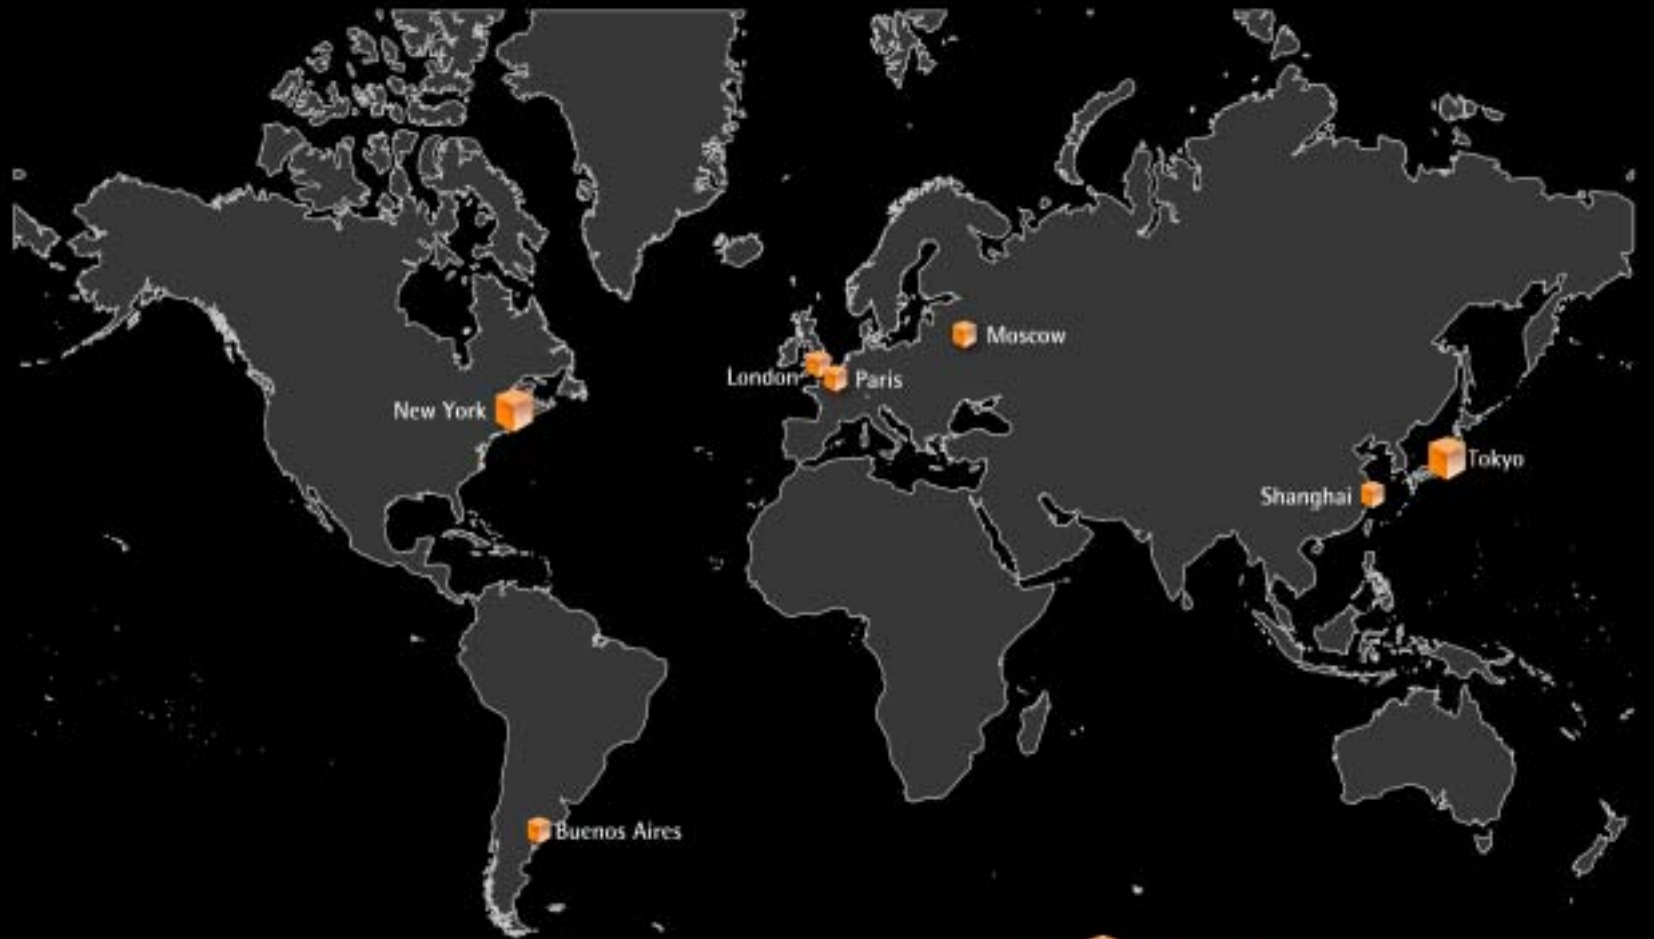 Moscow
London
Paris
New York
Tokyo
Shanghai
Buenos Aires